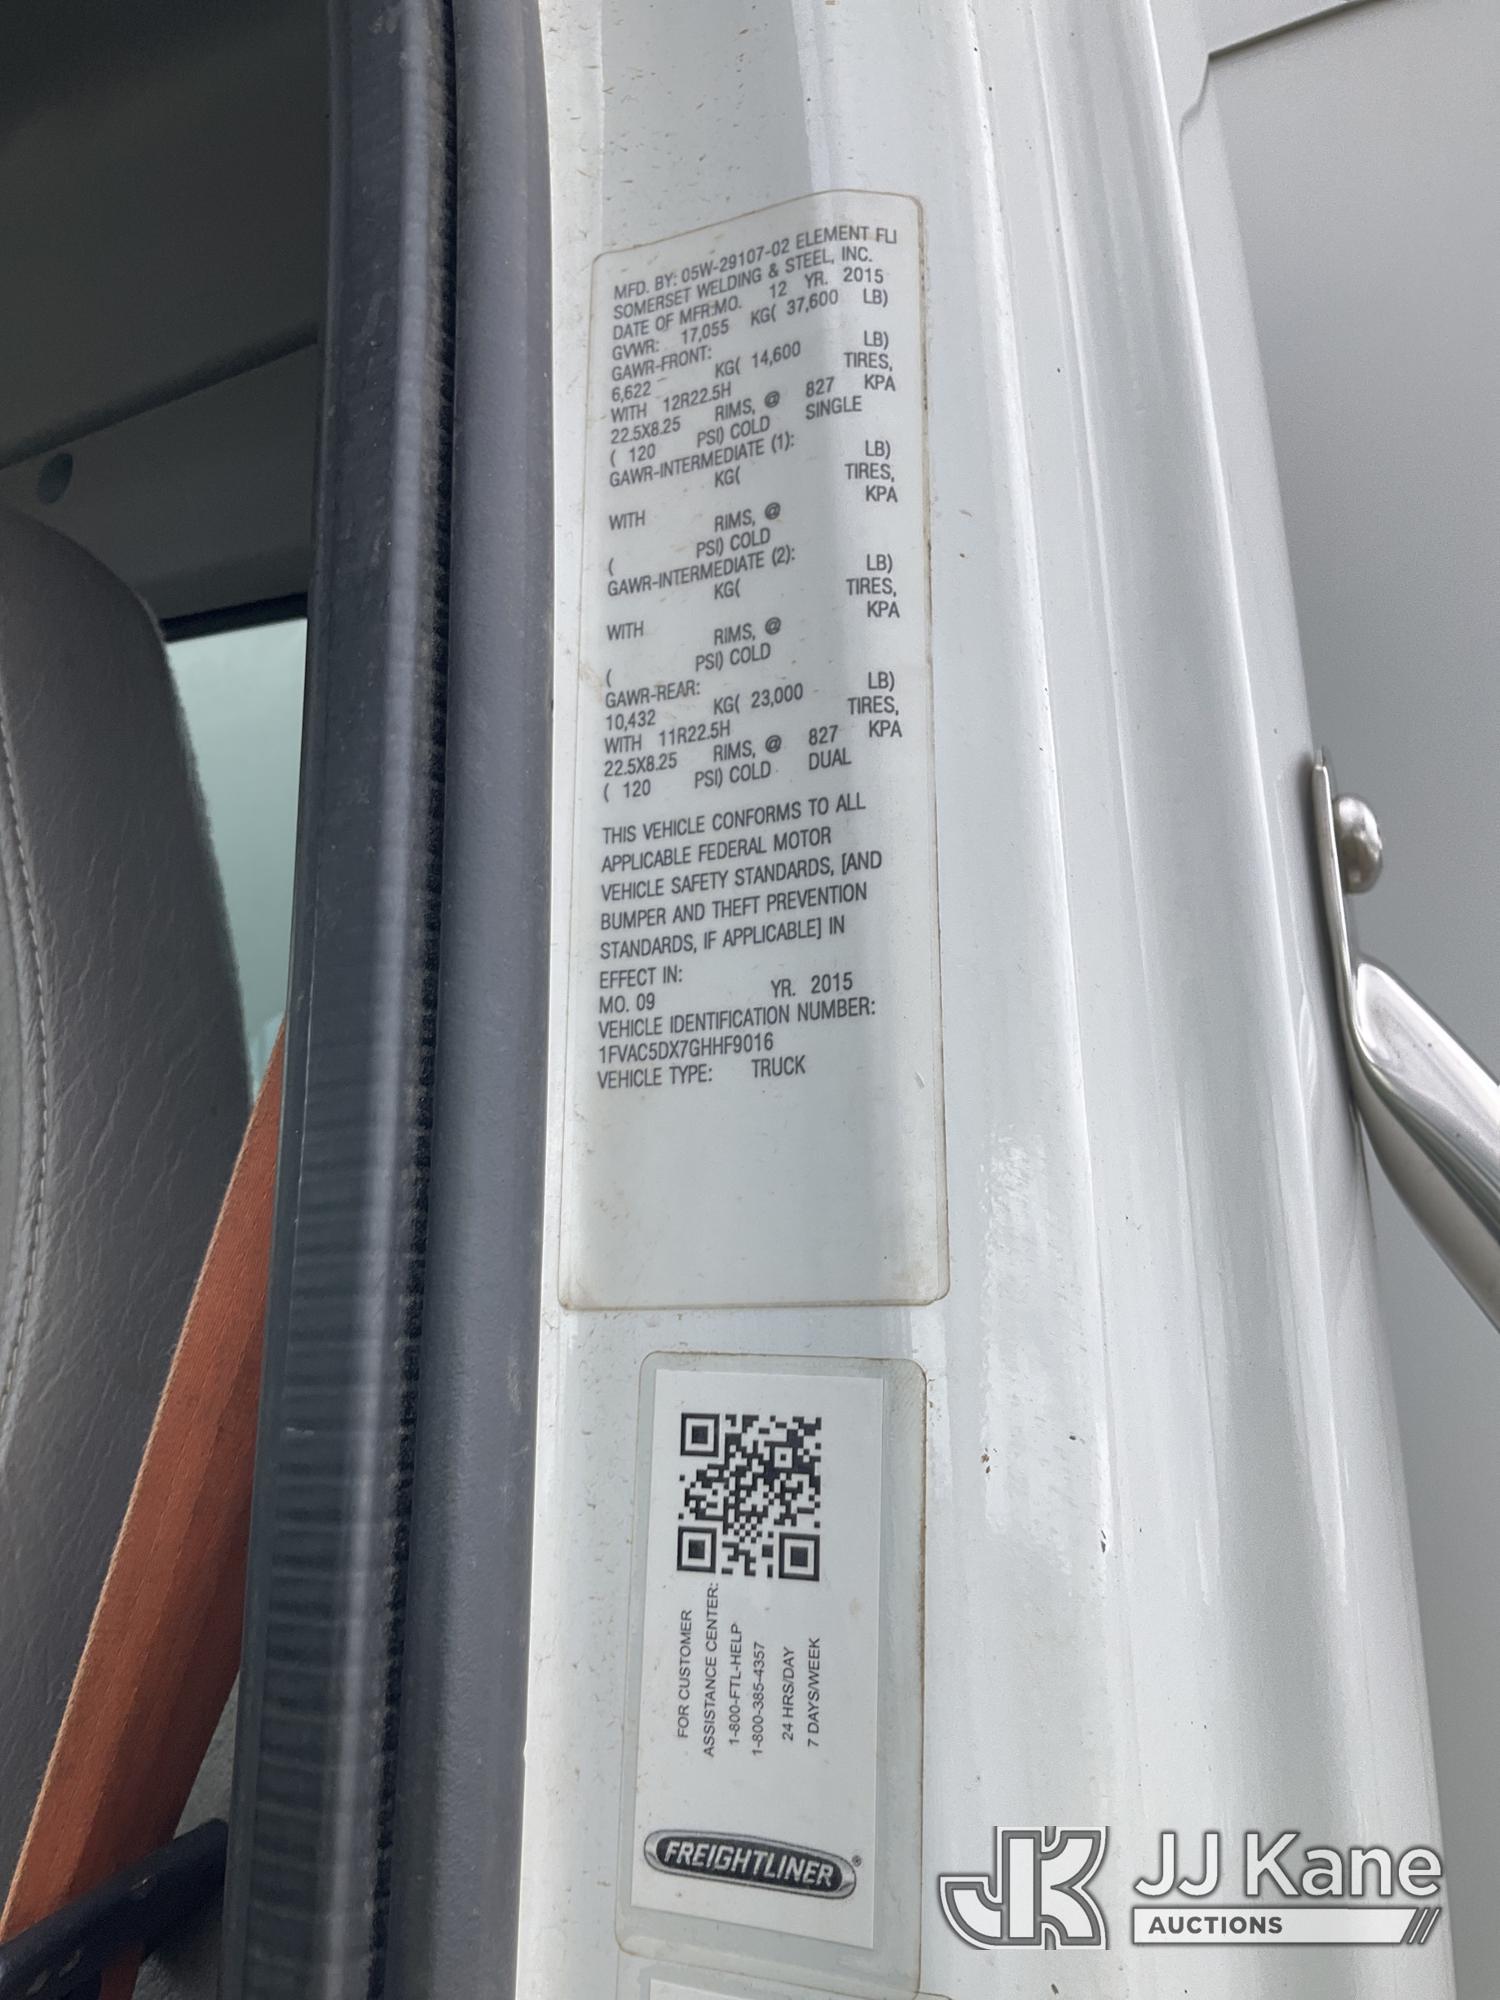 MFD. BY: 05W-29107-02 ELEMENT FLI
SOMERSET WELDING & STEEL, INC.
DATE OF MFR:MO. 12 YR. 2015
GVWR: 17,055 KG( 37,600 LB)
GAWR-FRONT:
6,622 KG( 14,600 LB)
WITH 12R22.5H TIRES,
22.5X8.25 RIMS, @ 827 KPA
( 120 PSI) COLD SINGLE
GAWR-INTERMEDIATE (1):
KG( LB)
TIRES,
WITH RIMS, @ KPA
( PSI) COLD
GAWR-INTERMEDIATE (2):
KG( LB)
TIRES,
WITH RIMS, @ KPA
( PSI) COLD
GAWR-REAR:
10,432 KG( 23,000 LB)
WITH 11R22.5H TIRES,
22.5X8.25 RIMS, @ 827 KPA
( 120 PSI) COLD DUAL
THIS VEHICLE CONFORMS TO ALL
APPLICABLE FEDERAL MOTOR
VEHICLE SAFETY STANDARDS, [AND
BUMPER AND THEFT PREVENTION
STANDARDS, IF APPLICABLE] IN
EFFECT IN:
MO. 09 YR. 2015
VEHICLE IDENTIFICATION NUMBER:
1FVAC5DX7GHHF9016
VEHICLE TYPE: TRUCK
FOR CUSTOMER
ASSISTANCE CENTER:
1-800-FTL-HELP
1-800-385-4357
24 HRS/DAY
7 DAYS/WEEK
FREIGHTLINER®
JK JJ Kane
AUCTIONS